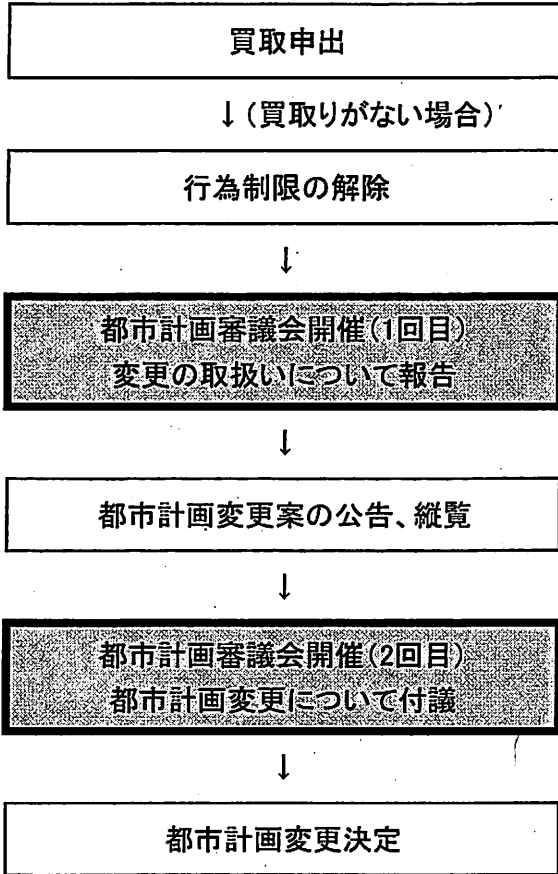 買取申出
↓(買取りがない場合)
行為制限の解除
↓
都市計画審議会開催(1回目)
変更の取扱いについて報告
↓
都市計画変更案の公告、縦覧
↓
都市計画審議会開催(2回目)
都市計画変更について付議
↓
都市計画変更決定